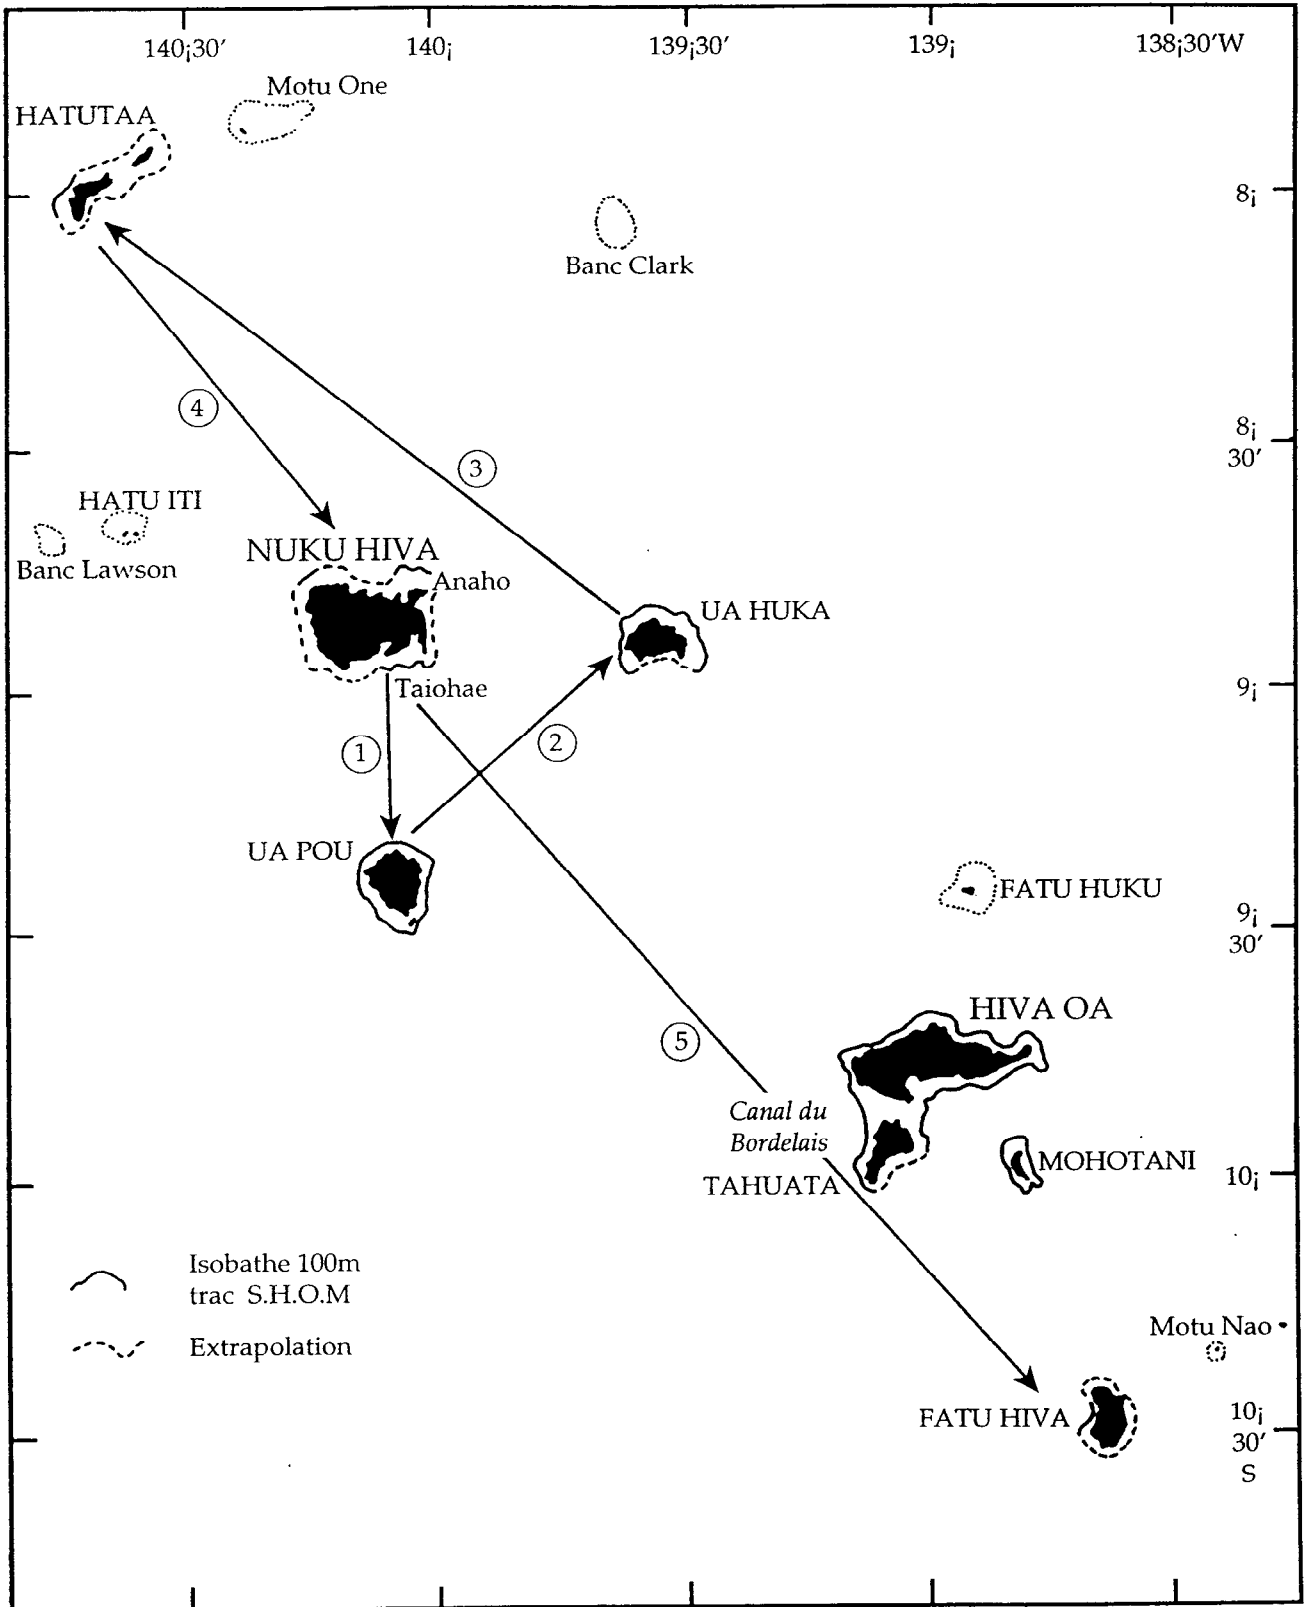 140¡30′
140¡
139¡30′
139¡
138¡30′W
Motu One
HATUTAA
8¡
Banc Clark
4
8¡
30′
3
HATU ITI
NUKU HIVA
Banc Lawson
Anaho
UA HUKA
Taiohae
9¡
1
2
UA POU
FATU HUKU
9¡
30′
HIVA OA
5
Canal du
Bordelais
MOHOTANI
TAHUATA
10¡
Isobathe 100m
trac S.H.O.M
Extrapolation
Motu Nao
FATU HIVA
10¡
30′
S